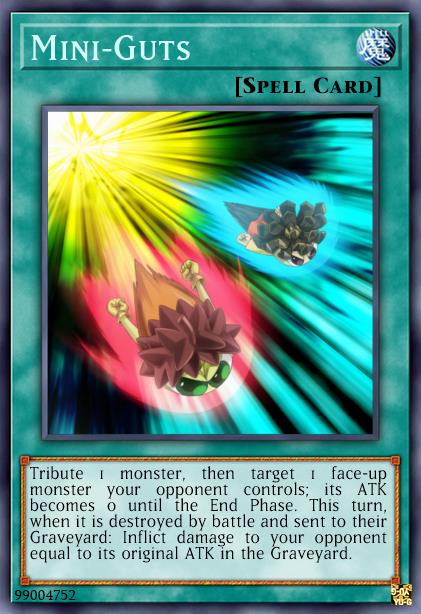 Mini-Guts
魔
[Spell Card]
Tribute 1 monster, then target 1 face-up
monster your opponent controls; its ATK
becomes 0 until the End Phase. This turn,
when it is destroyed by battle and sent to their
Graveyard: Inflict damage to your opponent
equal to its original ATK in the Graveyard.
99004752